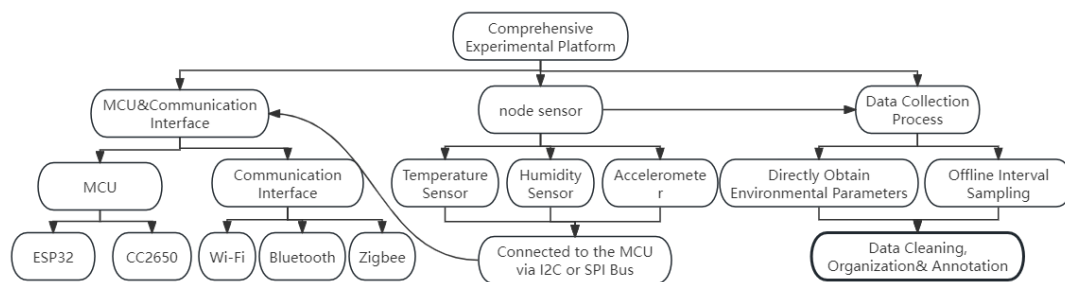 Comprehensive
Experimental Platform
MCU&Communication
Interface
node sensor
Data Collection
Process
MCU
Communication
Interface
Temperature
Sensor
Humidity
Sensor
Acceleromete
r
Directly Obtain
Environmental Parameters
Offline Interval
Sampling
ESP32
CC2650
Wi-Fi
Bluetooth
Zigbee
Connected to the MCU
via I2C or SPI Bus
Data Cleaning,
Organization& Annotation